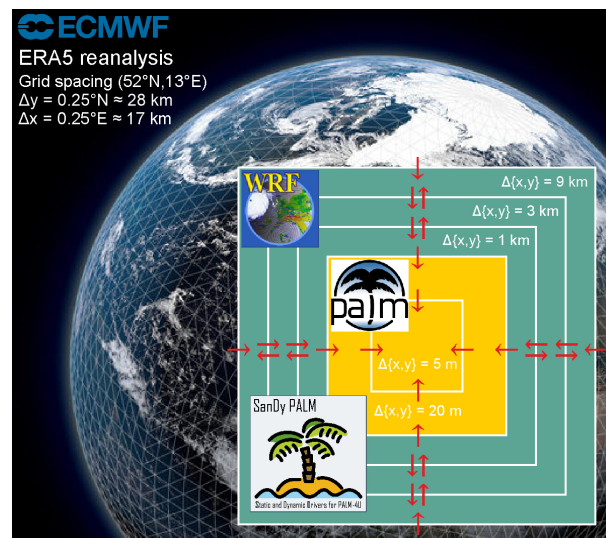 ECMWF
ERA5 reanalysis
Grid spacing (52°N,13°E)
Δy = 0.25°N ≈ 28 km
Δx = 0.25°E ≈ 17 km
WRF
Δ{x,y} = 9 km
Δ{x,y} = 3 km
Δ{x,y} = 1 km
palm
Δ{x,y} = 5 m
Δ{x,y} = 20 m
SanDy PALM
Static and Dynamic Drivers for PALM-4U